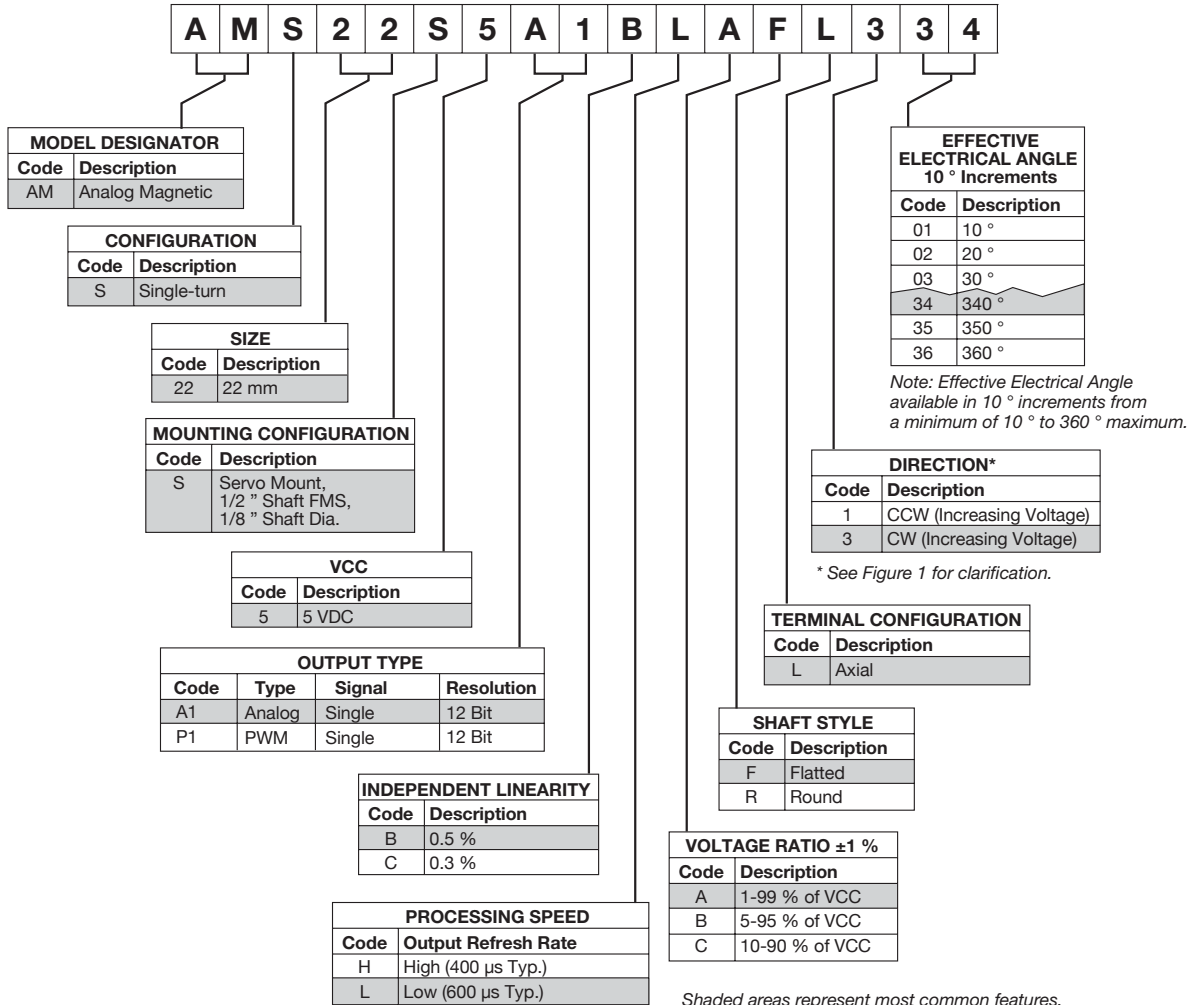 A M S 2 2 S 5 A 1 B L A F L 3 3 4
MODEL DESIGNATOR
Code Description
AM Analog Magnetic
CONFIGURATION
Code Description
S Single-turn
SIZE
Code Description
22 22 mm
MOUNTING CONFIGURATION
Code Description
S Servo Mount,
1/2 ” Shaft FMS,
1/8 ” Shaft Dia.
VCC
Code Description
5 5 VDC
OUTPUT TYPE
Code Type Signal Resolution
A1 Analog Single 12 Bit
P1 PWM Single 12 Bit
INDEPENDENT LINEARITY
Code Description
B 0.5 %
C 0.3 %
PROCESSING SPEED
Code Output Refresh Rate
H High (400 µs Typ.)
L Low (600 µs Typ.)
EFFECTIVE
ELECTRICAL ANGLE
10 ° Increments
Code Description
01 10 °
02 20 °
03 30 °
34 340 °
35 350 °
36 360 °
Note: Effective Electrical Angle
available in 10 ° increments from
a minimum of 10 ° to 360 ° maximum.
DIRECTION*
Code Description
1 CCW (Increasing Voltage)
3 CW (Increasing Voltage)
* See Figure 1 for clarification.
TERMINAL CONFIGURATION
Code Description
L Axial
SHAFT STYLE
Code Description
F Flatted
R Round
VOLTAGE RATIO ±1 %
Code Description
A 1-99 % of VCC
B 5-95 % of VCC
C 10-90 % of VCC
Shaded areas represent most common features.